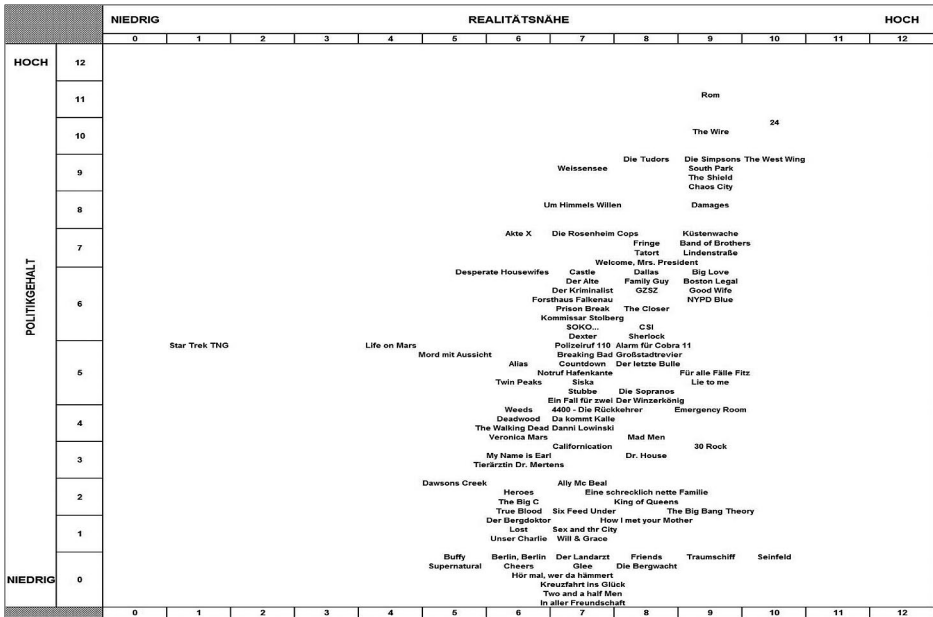 NIEDRIG REALITÄTSNÄHE HOCH
0 1 2 3 4 5 6 7 8 9 10 11 12
HOCH 12
11 Rom
24
10 The Wire
Die Tudors Die Simpsons The West Wing
Weissensee South Park
9 The Shield
Chaos City
8 Um Himmels Willen Damages
Akte X Die Rosenheim Cops Küstenwache
7 Fringe Band of Brothers
Tatort Lindenstraße
Welcome, Mrs. President
POLITIKGEHALT
Desperate Housewifes Castle Dallas Big Love
Der Alte Family Guy Boston Legal
Der Kriminalist GZSZ Good Wife
6 Forsthaus Falkenau NYPD Blue
Prison Break The Closer
Kommissar Stolberg
SOKO... CSI
Dexter Sherlock
Star Trek TNG Life on Mars Polizeiruf 110 Alarm für Cobra 11
Mord mit Aussicht Breaking Bad Großstadtrevier
Alias Countdown Der letzte Bulle
5 Notruf Hafenkante Für alle Fälle Fitz
Twin Peaks Siska Lie to me
Stubbe Die Sopranos
Ein Fall für zwei Der Winzerkönig
Weeds 4400 - Die Rückkehrer Emergency Room
4 Deadwood Da kommt Kalle
The Walking Dead Danni Lowinski
Veronica Mars Mad Men
Californication 30 Rock
3 My Name is Earl Dr. House
Tierärztin Dr. Mertens
Dawsons Creek Ally Mc Beal
2 Heroes Eine schrecklich nette Familie
The Big C King of Queens
True Blood Six Feed Under The Big Bang Theory
Der Bergdoktor How I met your Mother
1 Lost Sex and thr City
Unser Charlie Will & Grace
Buffy Berlin, Berlin Der Landarzt Friends Traumschiff Seinfeld
Supernatural Cheers Glee Die Bergwacht
NIEDRIG 0 Hör mal, wer da hämmert
Kreuzfahrt ins Glück
Two and a half Men
In aller Freundschaft
0 1 2 3 4 5 6 7 8 9 10 11 12